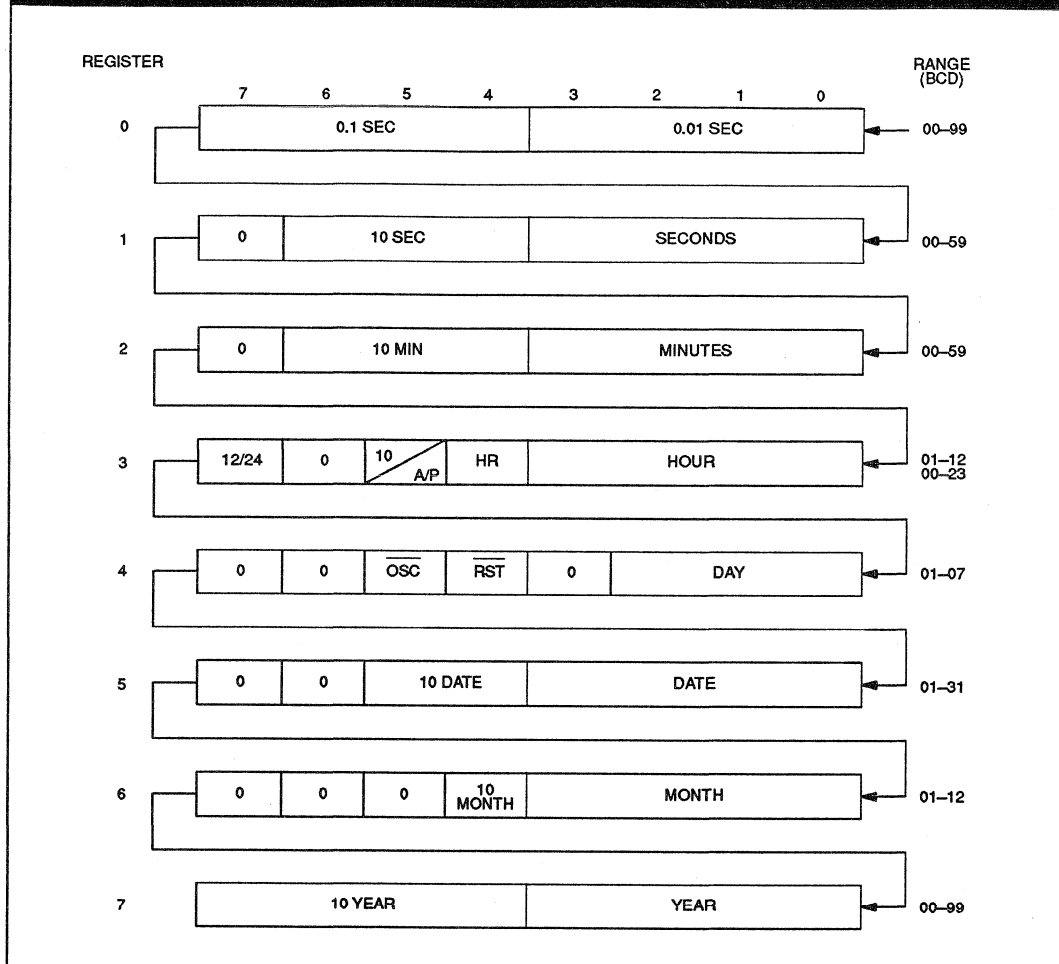 REGISTER
RANGE
(BCD)
7 6 5 4 3 2 1 0
0 0.1 SEC 0.01 SEC 00–99
1 0 10 SEC SECONDS 00–59
2 0 10 MIN MINUTES 00–59
3 12/24 0 10 A/P HR HOUR 01–12
00–23
4 0 0 OSC RST 0 DAY 01–07
5 0 0 10 DATE DATE 01–31
6 0 0 0 10 MONTH MONTH 01–12
7 10 YEAR YEAR 00–99